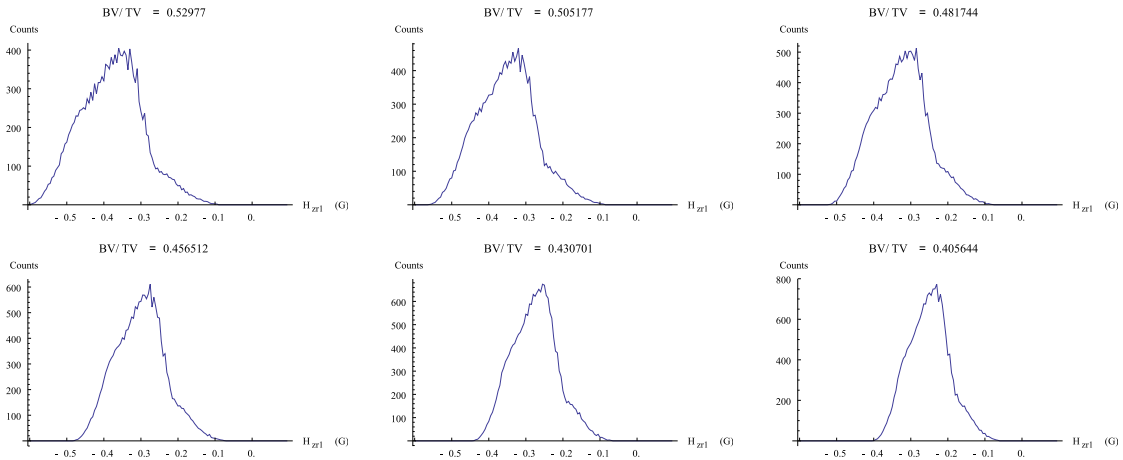 BV/ TV = 0.52977
Counts
400
300
200
100
- 0.5 - 0.4 - 0.3 - 0.2 - 0.1 0.
H zr1 (G)
BV/ TV = 0.505177
Counts
400
300
200
100
- 0.5 - 0.4 - 0.3 - 0.2 - 0.1 0.
H zr1 (G)
BV/ TV = 0.481744
Counts
500
400
300
200
100
- 0.5 - 0.4 - 0.3 - 0.2 - 0.1 0.
H zr1 (G)
BV/ TV = 0.456512
Counts
600
500
400
300
200
100
- 0.5 - 0.4 - 0.3 - 0.2 - 0.1 0.
H zr1 (G)
BV/ TV = 0.430701
Counts
600
500
400
300
200
100
- 0.5 - 0.4 - 0.3 - 0.2 - 0.1 0.
H zr1 (G)
BV/ TV = 0.405644
Counts
800
600
400
200
- 0.5 - 0.4 - 0.3 - 0.2 - 0.1 0.
H zr1 (G)